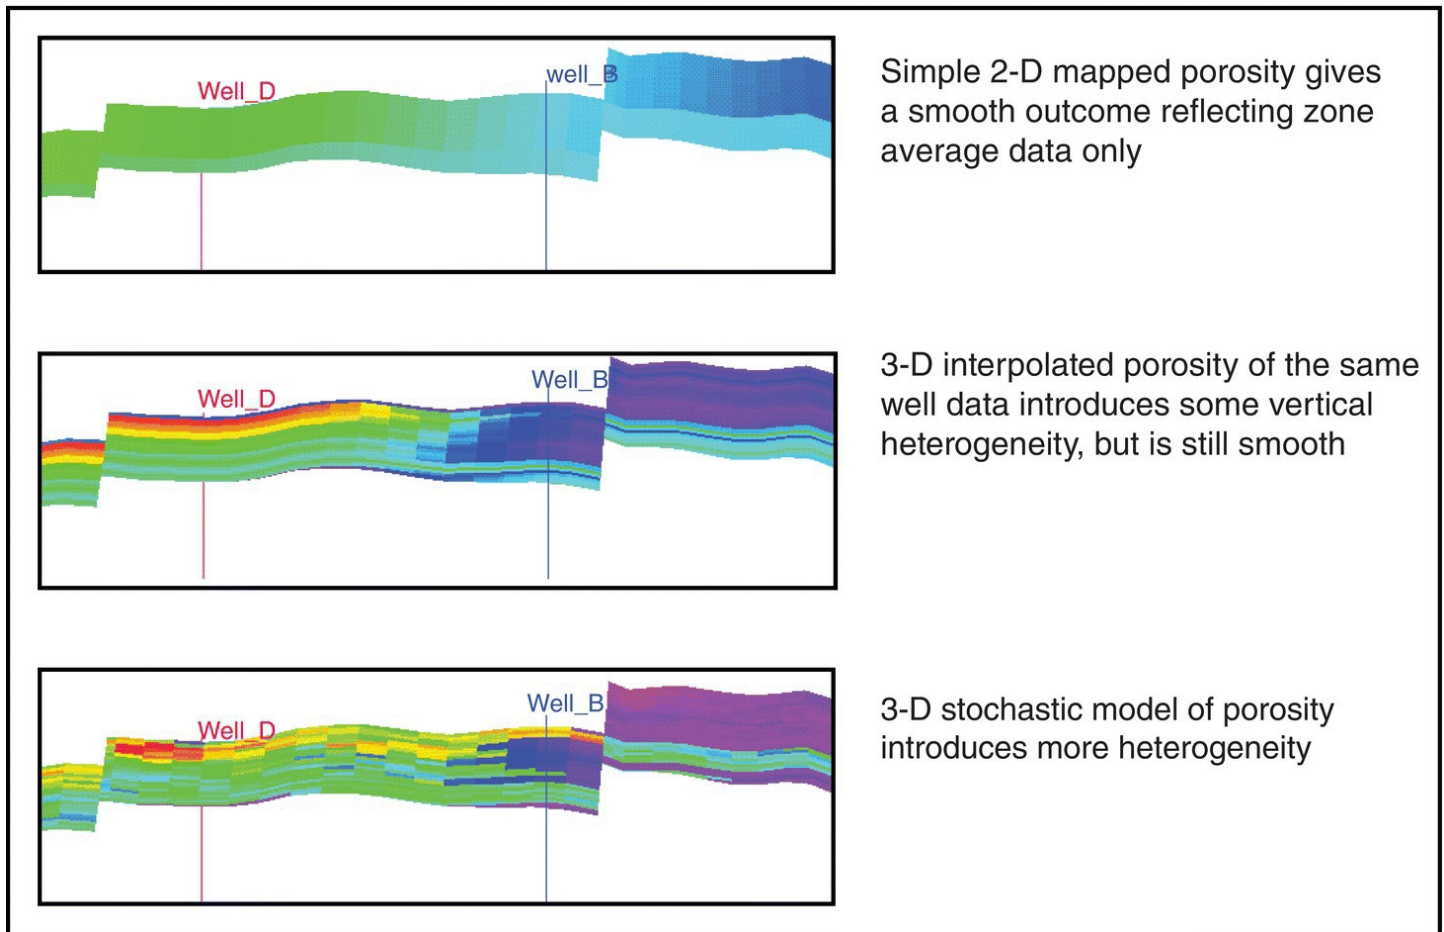 Well_D
well_B
Simple 2-D mapped porosity gives
a smooth outcome reflecting zone
average data only
Well_D
Well_B
3-D interpolated porosity of the same
well data introduces some vertical
heterogeneity, but is still smooth
Well_D
Well_B
3-D stochastic model of porosity
introduces more heterogeneity